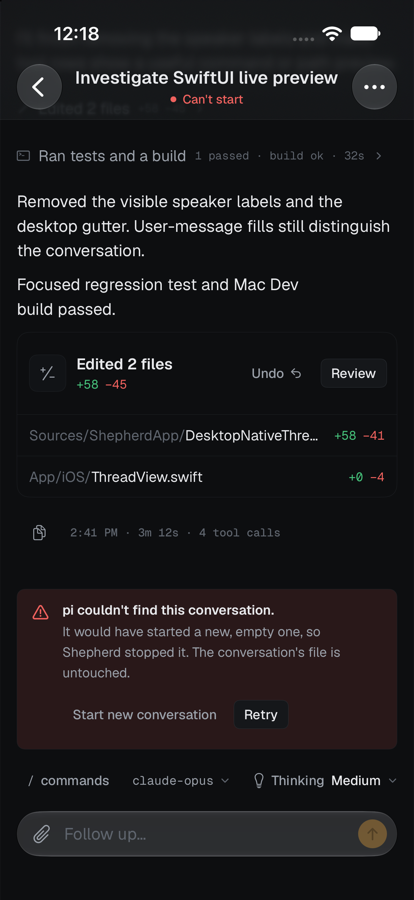 12:18
Investigate SwiftUI live preview
Can't start
Edited 2 files
Ran tests and a build 1 passed · build ok · 32s
Removed the visible speaker labels and the
desktop gutter. User-message fills still distinguish
the conversation.
Focused regression test and Mac Dev
build passed.
Edited 2 files
+58 −45
Undo
Review
Sources/ShepherdApp/DesktopNativeThre... +58 −41
App/iOS/ThreadView.swift +0 −4
2:41 PM · 3m 12s · 4 tool calls
pi couldn't find this conversation.
It would have started a new, empty one, so
Shepherd stopped it. The conversation's file is
untouched.
Start new conversation Retry
/ commands claude-opus Thinking Medium
Follow up...